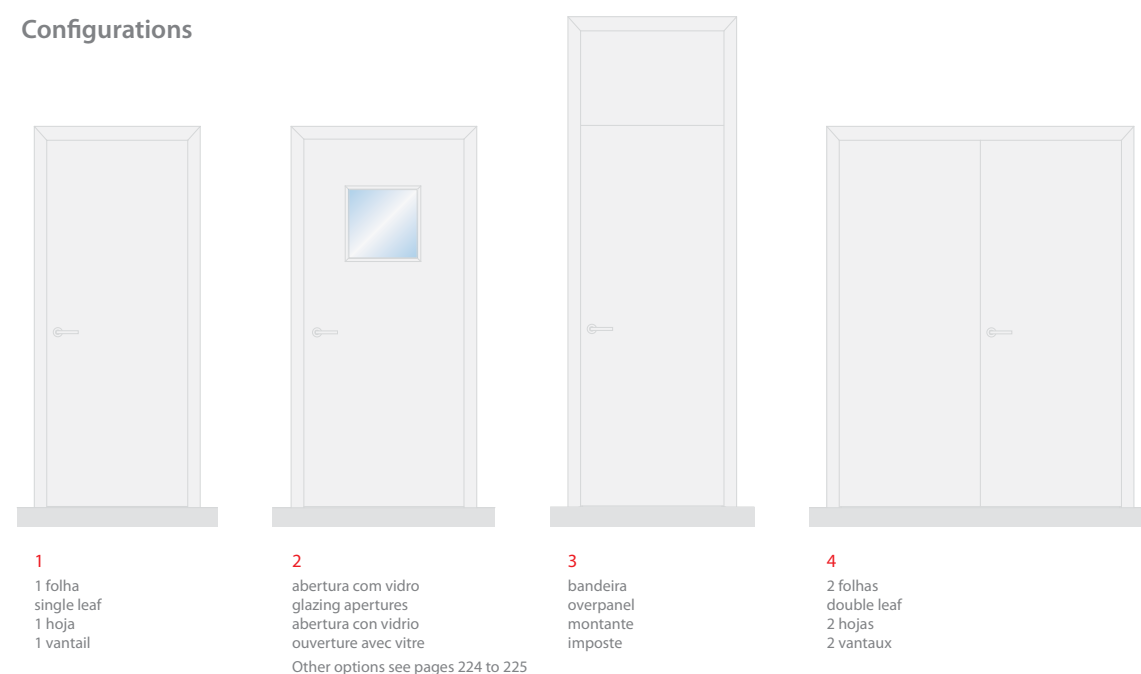 Configurations
1
1 folha
single leaf
1 hoja
1 vantail
2
abertura com vidro
glazing apertures
abertura con vidrio
ouverture avec vitre
Other options see pages 224 to 225
3
bandeira
overpanel
montante
imposte
4
2 folhas
double leaf
2 hojas
2 vantaux